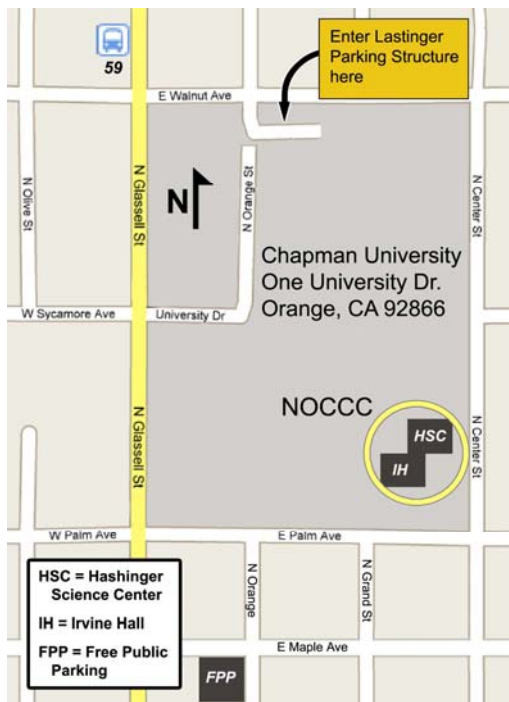 Enter Lastinger
Parking Structure
here
59
E Walnut Ave
N Olive St
N Glassell St
N
N Orange St
N Center St
Chapman University
One University Dr.
Orange, CA 92866
W Sycamore Ave
University Dr
NOCCC
N Glassell St
HSC
IH
N Center St
W Palm Ave
E Palm Ave
HSC = Hashinger
Science Center
IH = Irvine Hall
FPP = Free Public
Parking
N Orange
N Grand St
E Maple Ave
FPP